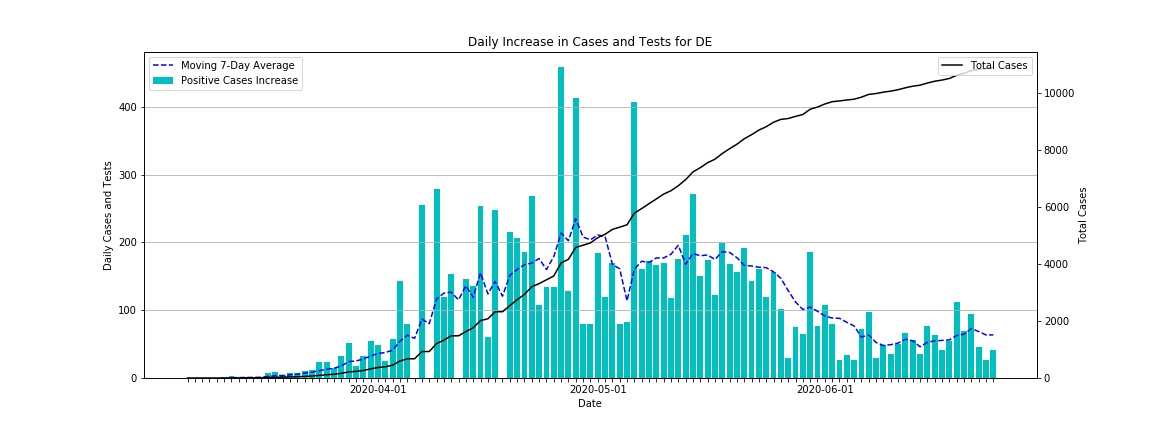 Daily Increase in Cases and Tests for DE
Moving 7-Day Average
Positive Cases Increase
Total Cases
Daily Cases and Tests
400
300
200
100
0
10000
8000
6000
4000
2000
0
Total Cases
2020-04-01
2020-05-01
2020-06-01
Date